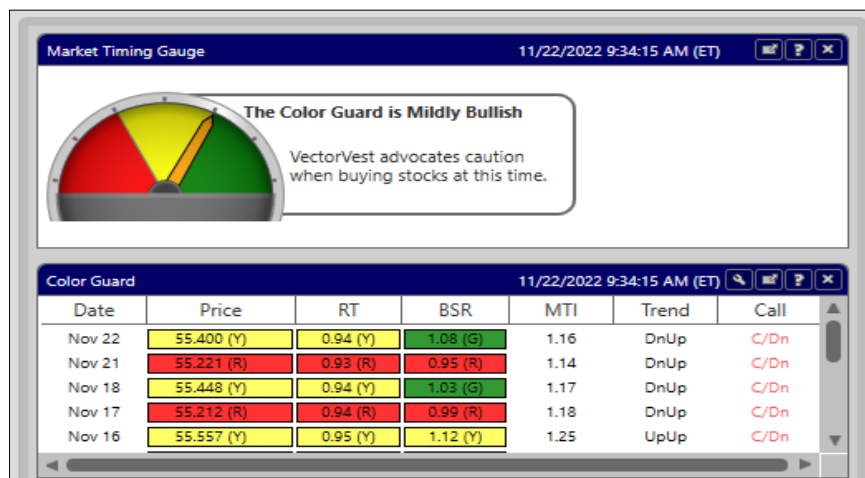 Market Timing Gauge 11/22/2022 9:34:15 AM (ET) ?
The Color Guard is Mildly Bullish
VectorVest advocates caution
when buying stocks at this time.
Color Guard 11/22/2022 9:34:15 AM (ET) ?
Date Price RT BSR MTI Trend Call
Nov 22 55.400 (Y) 0.94 (Y) 1.08 (G) 1.16 DnUp C/Dn
Nov 21 55.221 (R) 0.93 (R) 0.95 (R) 1.14 DnUp C/Dn
Nov 18 55.448 (Y) 0.94 (Y) 1.03 (G) 1.17 DnUp C/Dn
Nov 17 55.212 (R) 0.94 (R) 0.99 (R) 1.18 DnUp C/Dn
Nov 16 55.557 (Y) 0.95 (Y) 1.12 (Y) 1.25 UpUp C/Dn